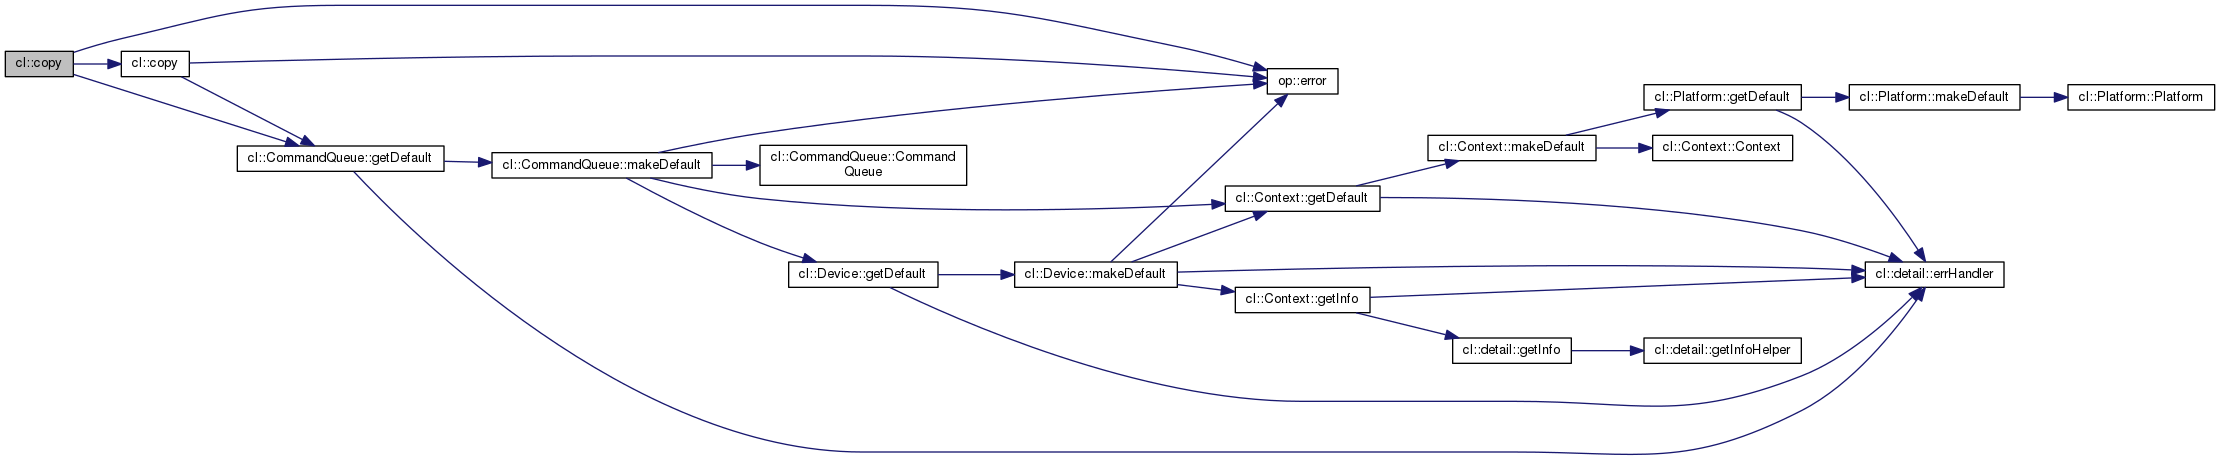 cl::copy
cl::copy
op::error
cl::Platform::getDefault
cl::Platform::makeDefault
cl::Platform::Platform
cl::CommandQueue::getDefault
cl::CommandQueue::makeDefault
cl::CommandQueue::Command
Queue
cl::Context::makeDefault
cl::Context::Context
cl::Context::getDefault
cl::Device::getDefault
cl::Device::makeDefault
cl::detail::errHandler
cl::Context::getInfo
cl::detail::getInfo
cl::detail::getInfoHelper